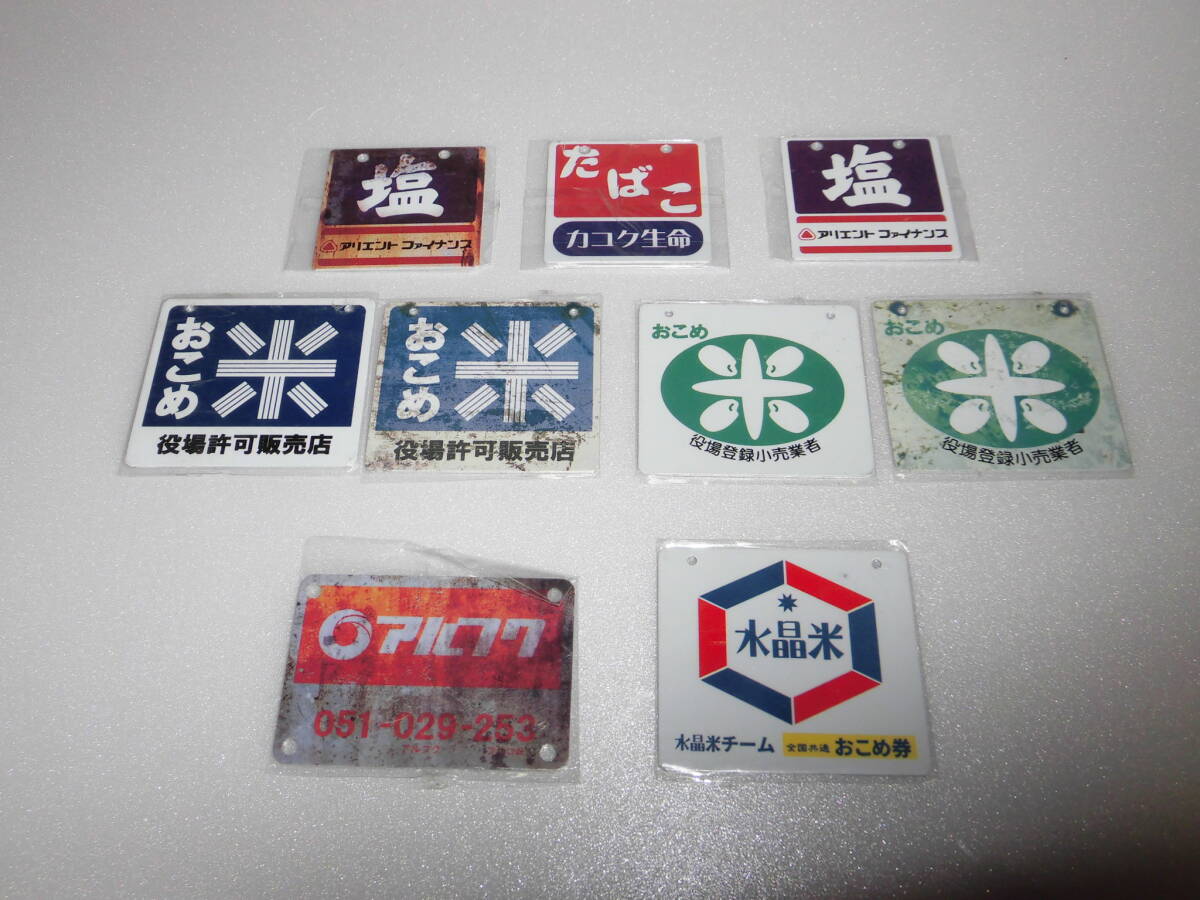 塩
アリエント ファイナンス
たばこ
カコク生命
塩
アリエント ファイナンス
おこめ
米
役場許可販売店
おこめ
米
役場許可販売店
おこめ
役場登録小売業者
おこめ
役場登録小売業者
アルフク
051-029-253
アルフク
水晶米
水晶米チーム
全国共通 おこめ券